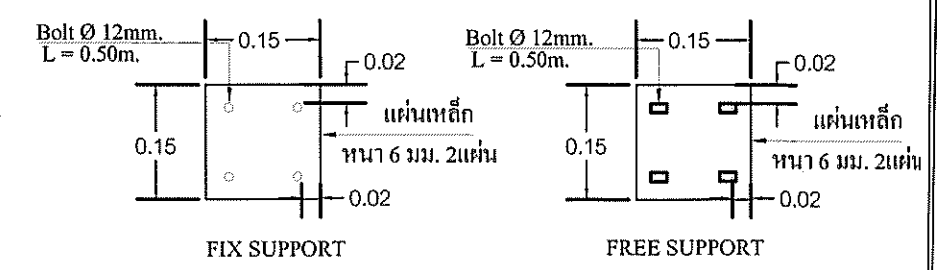 Bolt Ø 12mm.
L = 0.50m.
0.15
0.02
0.15
แผ่นเหล็ก
หนา 6 มม. 2แผ่น
0.02
FIX SUPPORT
Bolt Ø 12mm.
L = 0.50m.
0.15
0.02
0.15
แผ่นเหล็ก
หนา 6 มม. 2แผ่น
0.02
FREE SUPPORT